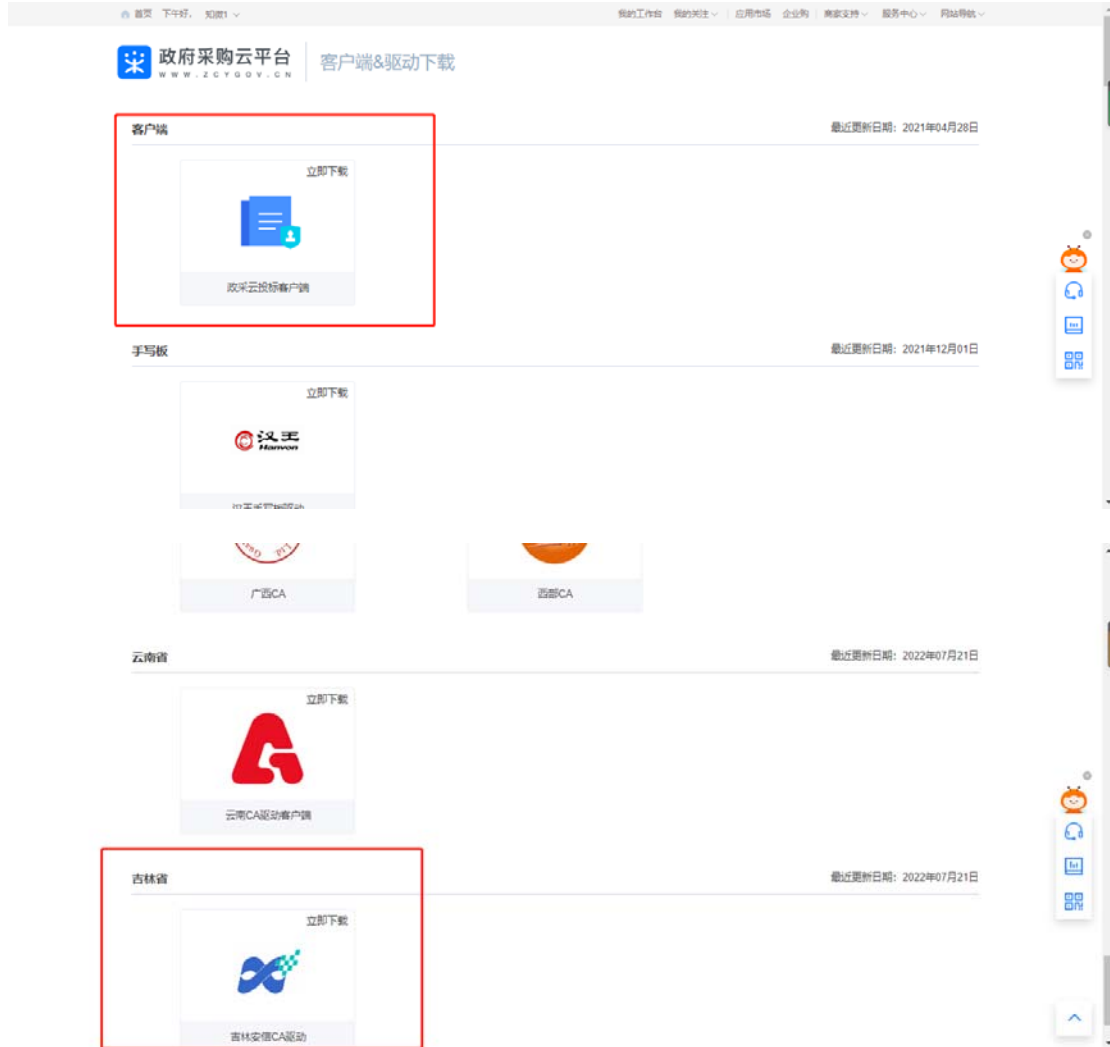 首页 下午好, 知微1
我的工作台 我的关注 应用市场 企业购 商家支持 服务中心 网站导航
政府采购云平台
WWW.ZCYGOV.CN
客户端&驱动下载
客户端
最近更新日期：2021年04月28日
立即下载
政采云投标客户端
手写板
最近更新日期：2021年12月01日
立即下载
汉王
Hanvon
汉王手写板驱动
广西CA
西部CA
云南省
最近更新日期：2022年07月21日
立即下载
云南CA驱动客户端
吉林省
最近更新日期：2022年07月21日
立即下载
吉林安信CA驱动